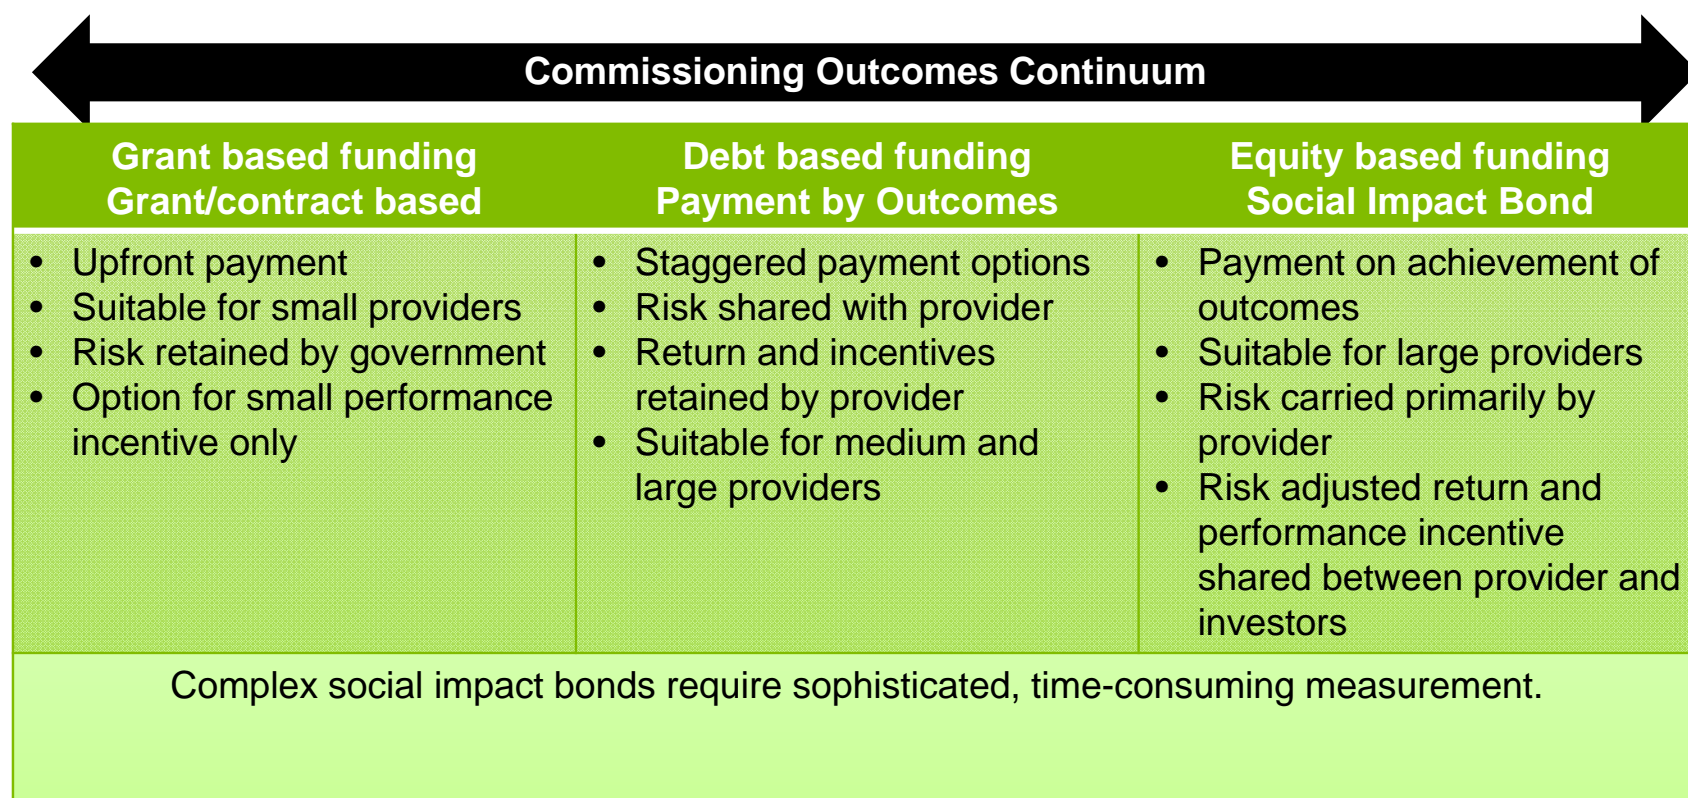 Commissioning Outcomes Continuum
Grant based funding
Grant/contract based
Debt based funding
Payment by Outcomes
Equity based funding
Social Impact Bond
• Upfront payment
• Suitable for small providers
• Risk retained by government
• Option for small performance
incentive only
• Staggered payment options
• Risk shared with provider
• Return and incentives
retained by provider
• Suitable for medium and
large providers
• Payment on achievement of
outcomes
• Suitable for large providers
• Risk carried primarily by
provider
• Risk adjusted return and
performance incentive
shared between provider and
investors
Complex social impact bonds require sophisticated, time-consuming measurement.